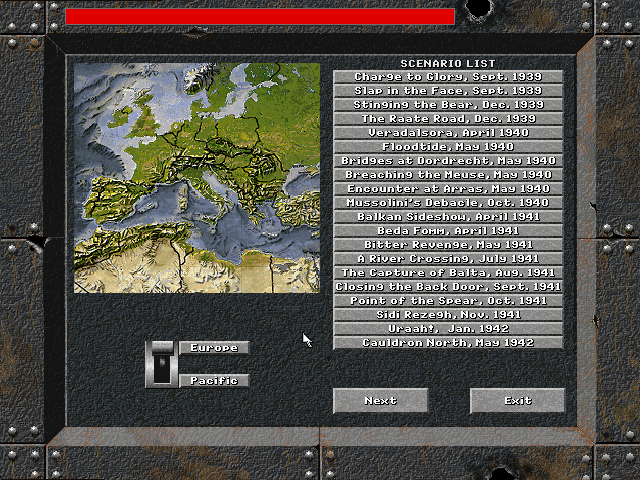 SCENARIO LIST
Charge to Glory, Sept. 1939
Slap in the Face, Sept. 1939
Stinging the Bear, Dec. 1939
The Raate Road, Dec. 1939
Veradalsora, April 1940
Floodtide, May 1940
Bridges at Dordrecht, May 1940
Breaching the Meuse, May 1940
Encounter at Arras, May 1940
Mussolini's Debacle, Oct. 1940
Balkan Sideshow, April 1941
Beda Fomm, April 1941
Bitter Revenge, May 1941
A River Crossing, July 1941
The Capture of Balta, Aug. 1941
Closing the Back Door, Sept. 1941
Point of the Spear, Oct. 1941
Sidi Rezegh, Nov. 1941
Uraah!, Jan. 1942
Cauldron North, May 1942
Europe
Pacific
Next
Exit